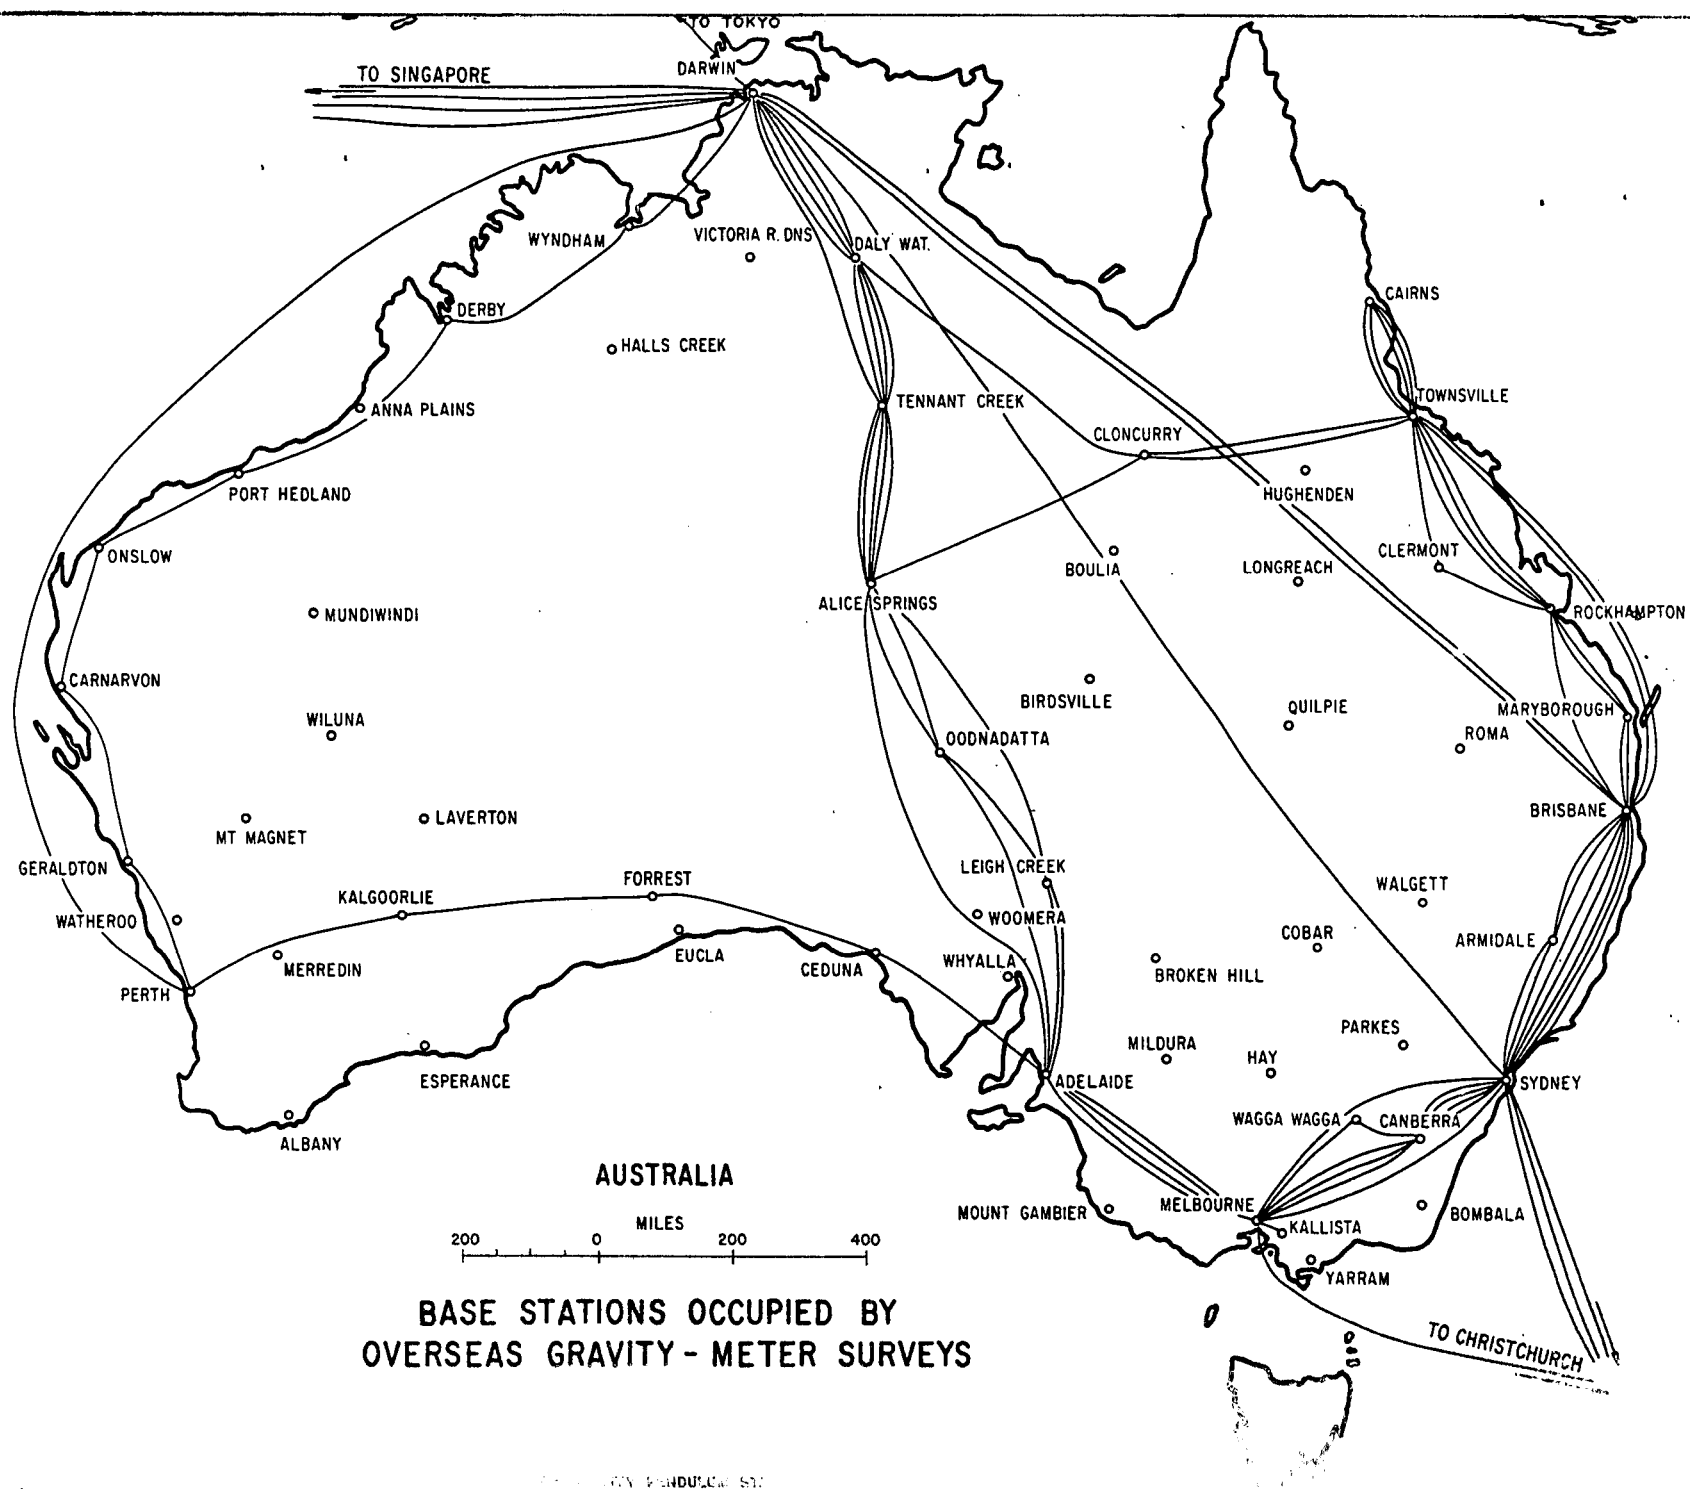 TO TOKYO
DARWIN
TO SINGAPORE
WYNDHAM
VICTORIA R. DNS
DALY WAT.
CAIRNS
DERBY
HALLS CREEK
ANNA PLAINS
TENNANT CREEK
TOWNSVILLE
CLONCURRY
PORT HEDLAND
HUGHENDEN
ONSLOW
CLERMONT
BOULIA
LONGREACH
ALICE SPRINGS
MUNDIWINDI
ROCKHAMPTON
CARNARVON
BIRDSVILLE
QUILPIE
MARYBOROUGH
WILUNA
OODNADATTA
ROMA
LAVERTON
BRISBANE
MT MAGNET
GERALDTON
LEIGH CREEK
FORREST
WALGETT
KALGOORLIE
WATHEROO
WOOMERA
COBAR
ARMIDALE
EUCLA
WHYALLA
CEDUNA
MERREDIN
BROKEN HILL
PERTH
PARKES
MILDURA
HAY
ESPERANCE
ADELAIDE
SYDNEY
WAGGA WAGGA
CANBERRA
ALBANY
AUSTRALIA
MELBOURNE
MOUNT GAMBIER
BOMBALA
MILES
KALLISTA
200 0 200 400
YARRAM
BASE STATIONS OCCUPIED BY
OVERSEAS GRAVITY - METER SURVEYS
TO CHRISTCHURCH